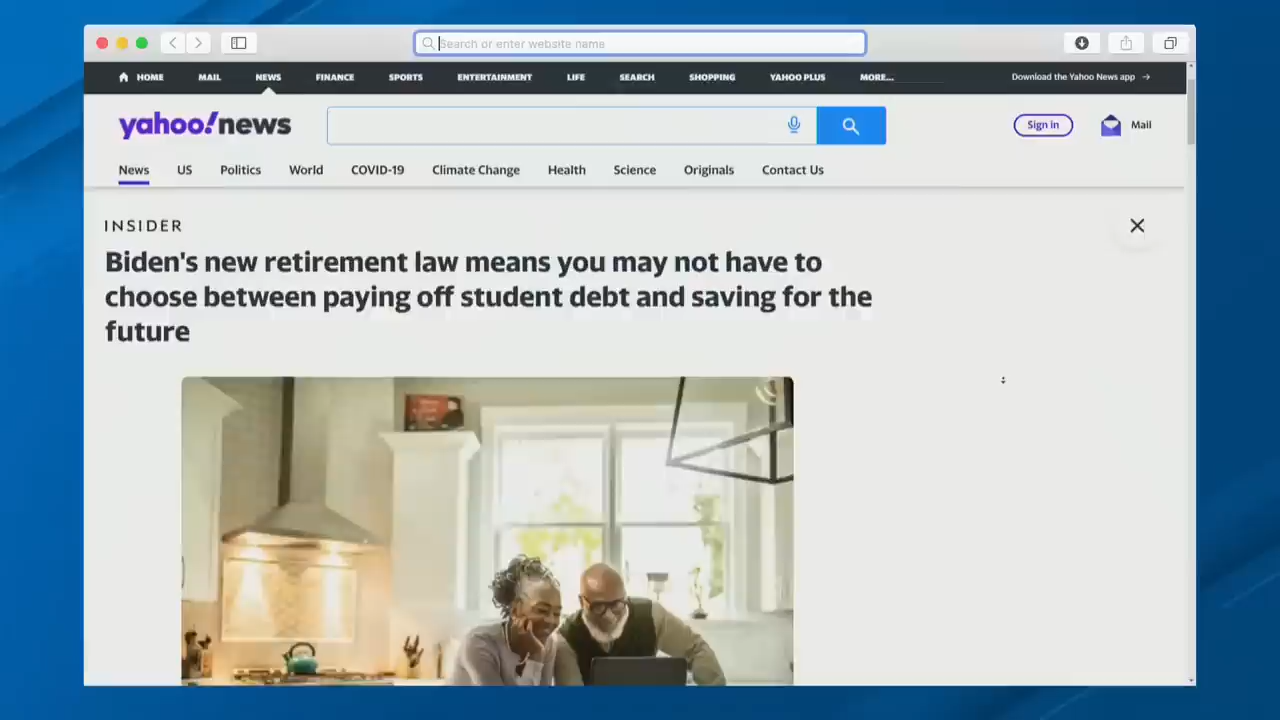 Search or enter website name
HOME MAIL NEWS FINANCE SPORTS ENTERTAINMENT LIFE SEARCH SHOPPING YAHOO PLUS MORE... Download the Yahoo News app →
yahoo!news Sign in Mail
News US Politics World COVID-19 Climate Change Health Science Originals Contact Us
INSIDER
Biden's new retirement law means you may not have to
choose between paying off student debt and saving for the
future